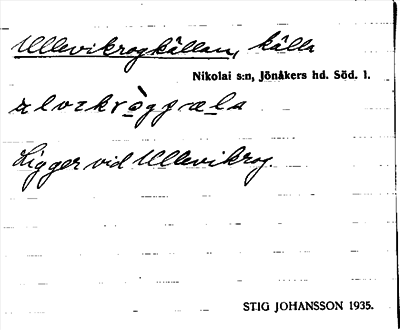 Ullevikrogkällan, källa
Nikolai s:n, Jönåkers hd. Söd. l.
Ligger vid Ullevikrog.
STIG JOHANSSON 1935.